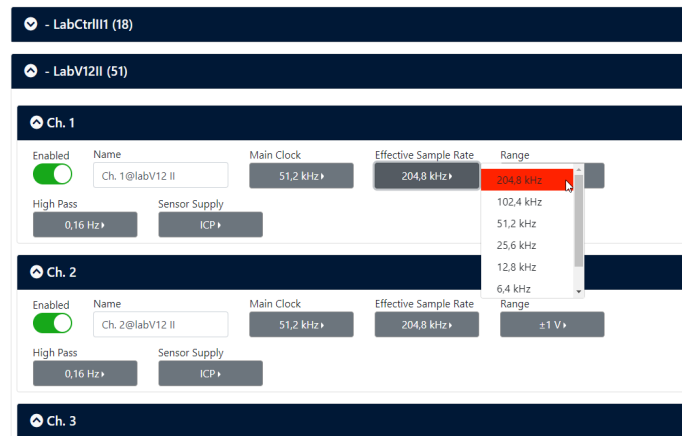 - LabCtrlII1 (18)
- LabV12II (51)
Ch. 1
Enabled Name Main Clock Effective Sample Rate Range
Ch. 1@labV12 II 51,2 kHz 204,8 kHz
204,8 kHz
102,4 kHz
51,2 kHz
25,6 kHz
12,8 kHz
6,4 kHz
High Pass Sensor Supply
0,16 Hz ICP
Ch. 2
Enabled Name Main Clock Effective Sample Rate Range
Ch. 2@labV12 II 51,2 kHz 204,8 kHz ±1 V
High Pass Sensor Supply
0,16 Hz ICP
Ch. 3